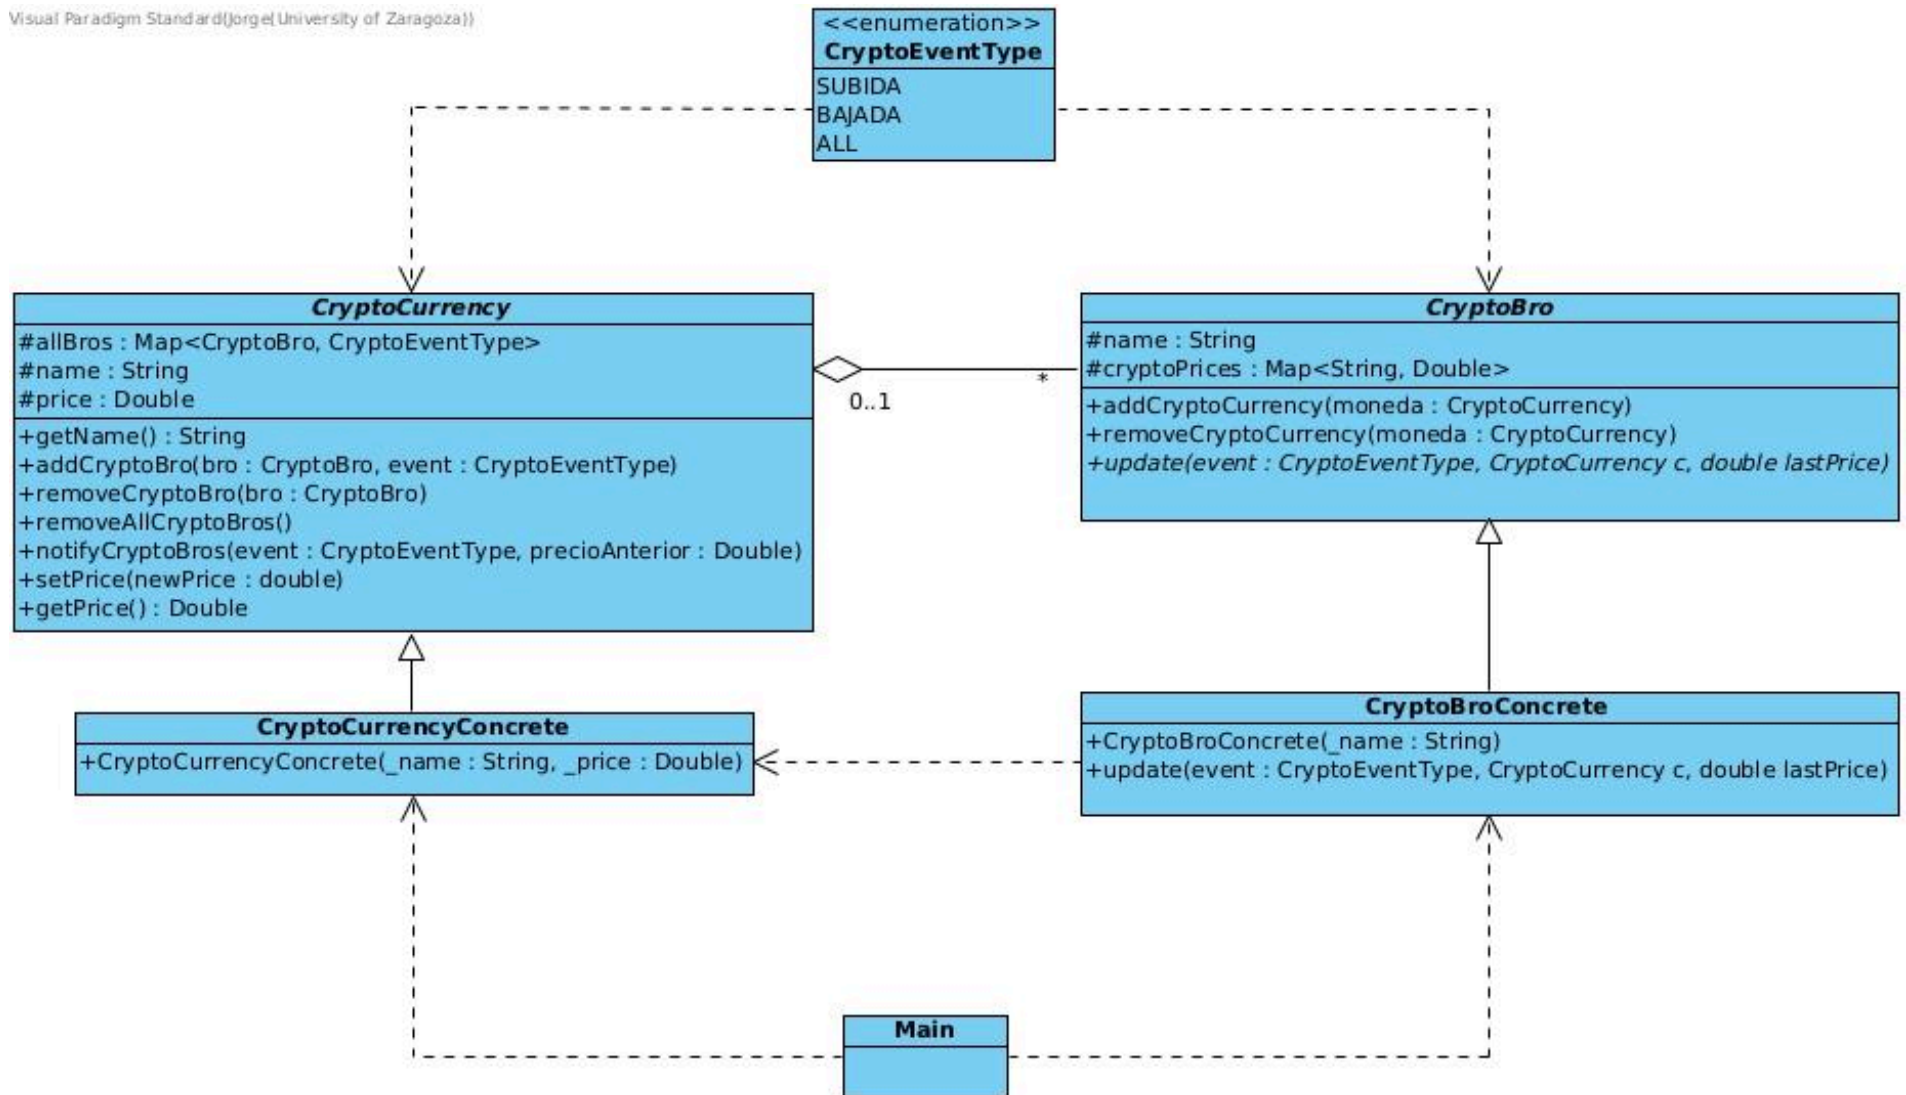 Visual Paradigm Standard(Jorge(University of Zaragoza))
<<enumeration>>
CryptoEventType
SUBIDA
BAJADA
ALL
CryptoCurrency
#allBros : Map<CryptoBro, CryptoEventType>
#name : String
#price : Double
+getName() : String
+addCryptoBro(bro : CryptoBro, event : CryptoEventType)
+removeCryptoBro(bro : CryptoBro)
+removeAllCryptoBros()
+notifyCryptoBros(event : CryptoEventType, precioAnterior : Double)
+setPrice(newPrice : double)
+getPrice() : Double
0..1
*
CryptoBro
#name : String
#cryptoPrices : Map<String, Double>
+addCryptoCurrency(moneda : CryptoCurrency)
+removeCryptoCurrency(moneda : CryptoCurrency)
+update(event : CryptoEventType, CryptoCurrency c, double lastPrice)
CryptoCurrencyConcrete
+CryptoCurrencyConcrete(_name : String, _price : Double)
CryptoBroConcrete
+CryptoBroConcrete(_name : String)
+update(event : CryptoEventType, CryptoCurrency c, double lastPrice)
Main